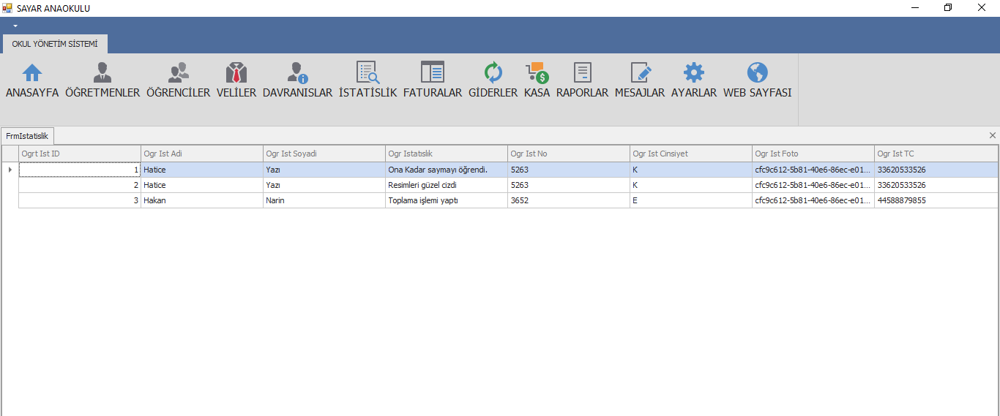 SAYAR ANAOKULU
OKUL YÖNETİM SİSTEMİ
ANASAYFA ÖĞRETMENLER ÖĞRENCİLER VELİLER DAVRANISLAR İSTATİSLİK FATURALAR GİDERLER KASA RAPORLAR MESAJLAR AYARLAR WEB SAYFASI
FrmIstatislik
Ogrt Ist ID Ogr Ist Adi Ogr Ist Soyadi Ogr Istatıslık Ogr Ist No Ogr Ist Cinsiyet Ogr Ist Foto Ogr Ist TC
1 Hatice Yazı Ona Kadar saymayı öğrendi. 5263 K cfc9c612-5b81-40e6-86ec-e01... 33620533526
2 Hatice Yazı Resimleri güzel cizdi 5263 K cfc9c612-5b81-40e6-86ec-e01... 33620533526
3 Hakan Narin Toplama işlemi yaptı 3652 E cfc9c612-5b81-40e6-86ec-e01... 44588879855